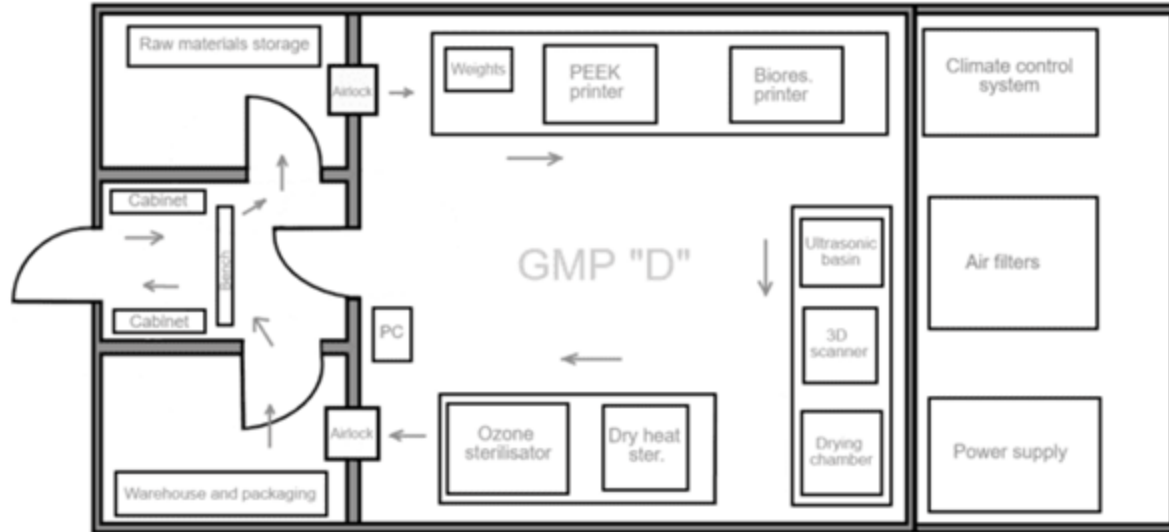 Raw materials storage
Airlock
Weights
PEEK
printer
Biores.
printer
Climate control
system
Cabinet
Bench
Cabinet
GMP "D"
PC
Ultrasonic
basin
3D
scanner
Drying
chamber
Air filters
Airlock
Ozone
sterilisator
Dry heat
ster.
Warehouse and packaging
Power supply